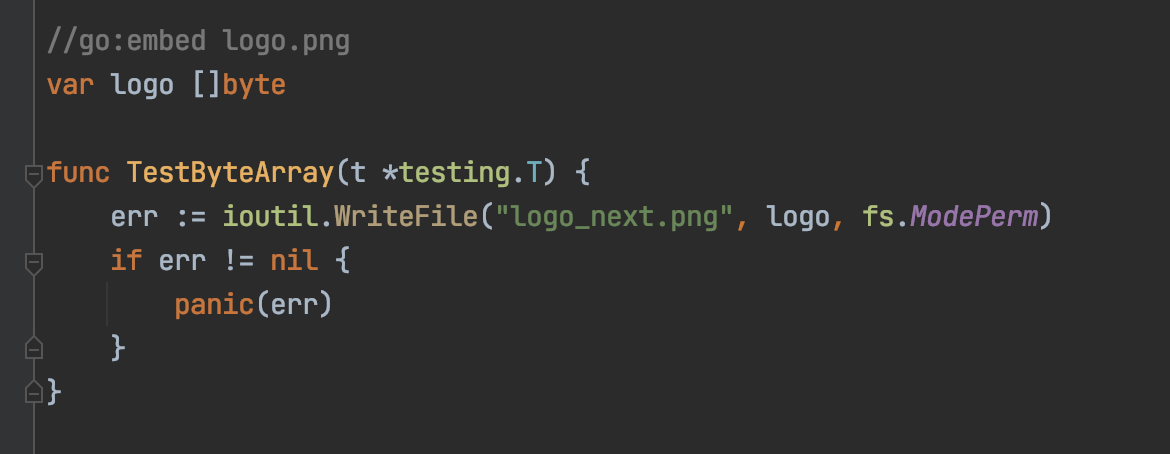 //go:embed logo.png
var logo []byte
func TestByteArray(t *testing.T) {
    err := ioutil.WriteFile("logo_next.png", logo, fs.ModePerm)
    if err != nil {
        panic(err)
    }
}